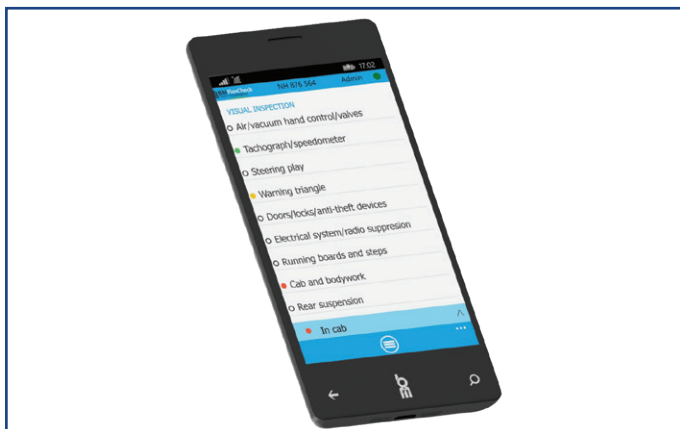 17:02
FlexCheck NH 876 564 Admin
VISUAL INSPECTION
Air/vacuum hand control/valves
Tachograph/speedometer
Steering play
Warning triangle
Doors/locks/anti-theft devices
Electrical system/radio suppresion
Running boards and steps
Cab and bodywork
Rear suspension
In cab
bm